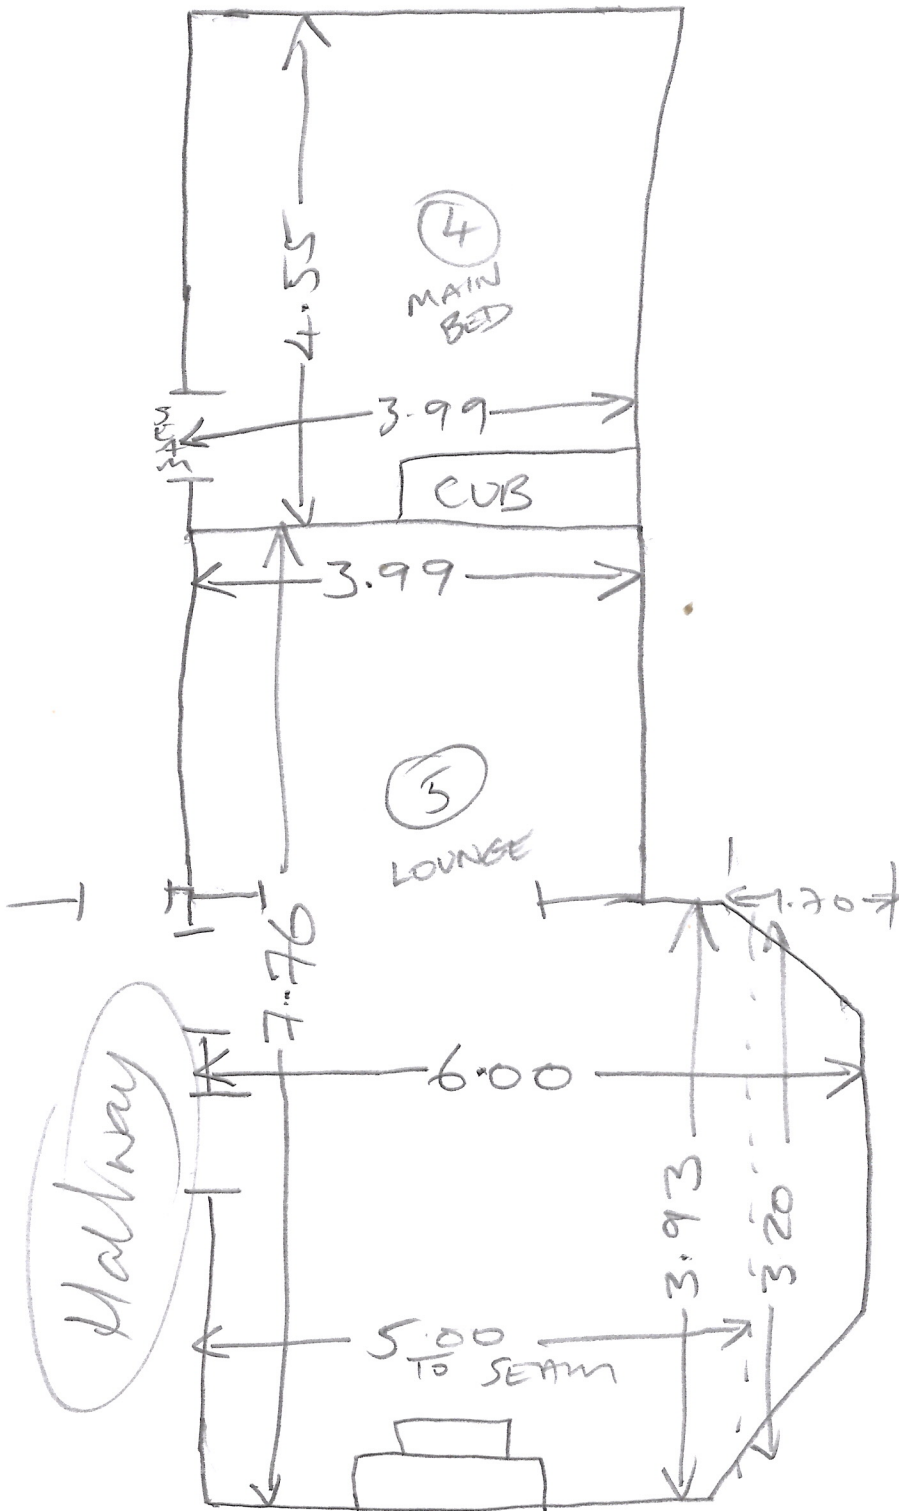 4.55
4
MAIN
BED
3.99
SEAM
CUB
3.99
5
LOUNGE
1.70
7.76
6.00
Hallway
3.93
3.20
5.00
TO SEAM